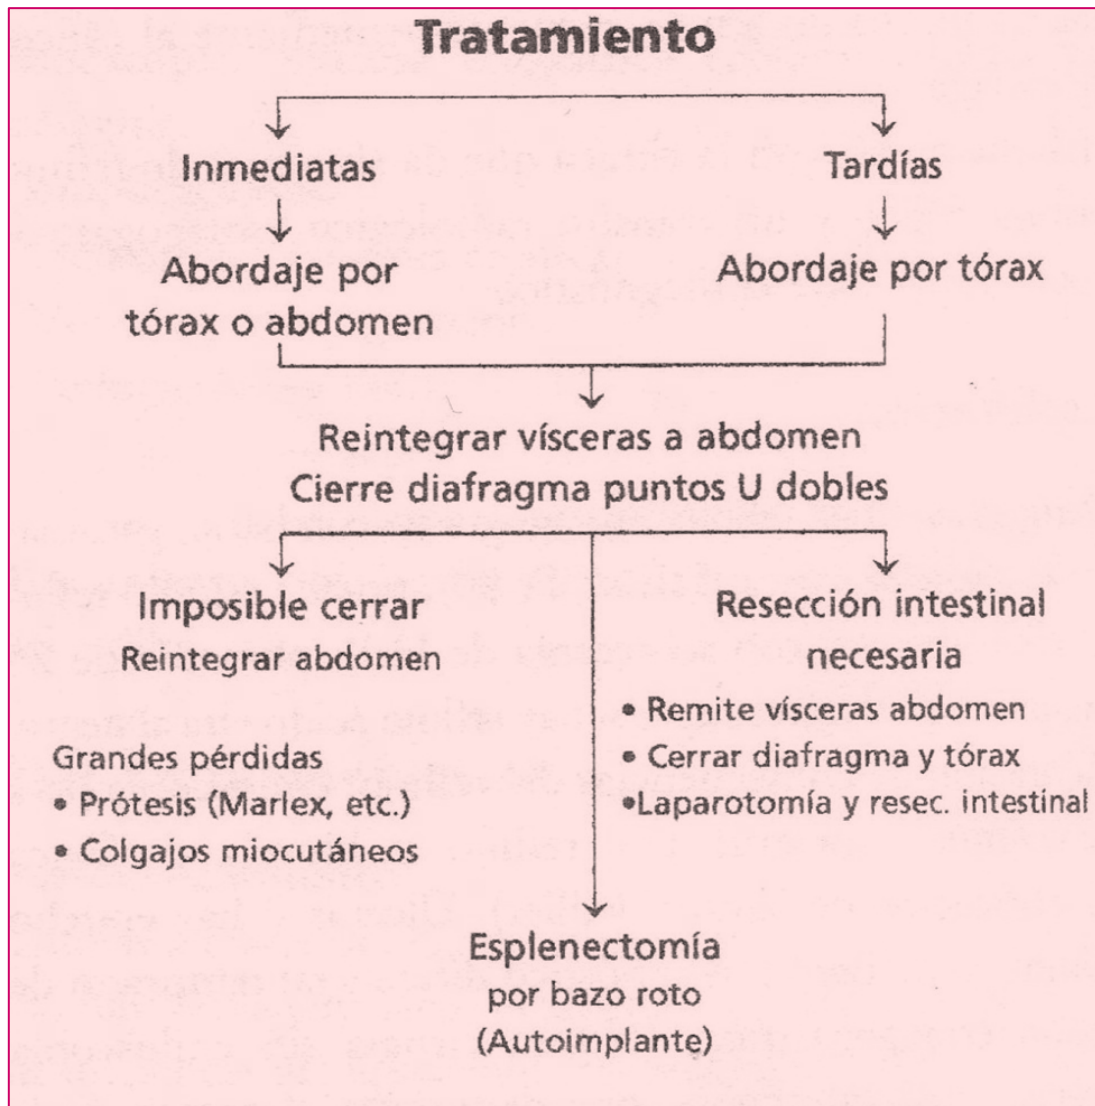 Tratamiento
Inmediatas
Tardías
Abordaje por
tórax o abdomen
Abordaje por tórax
Reintegrar vísceras a abdomen
Cierre diafragma puntos U dobles
Imposible cerrar
Reintegrar abdomen
Grandes pérdidas
• Prótesis (Marlex, etc.)
• Colgajos miocutáneos
Resección intestinal
necesaria
• Remite vísceras abdomen
• Cerrar diafragma y tórax
•Laparotomía y resec. intestinal
Esplenectomía
por bazo roto
(Autoimplante)